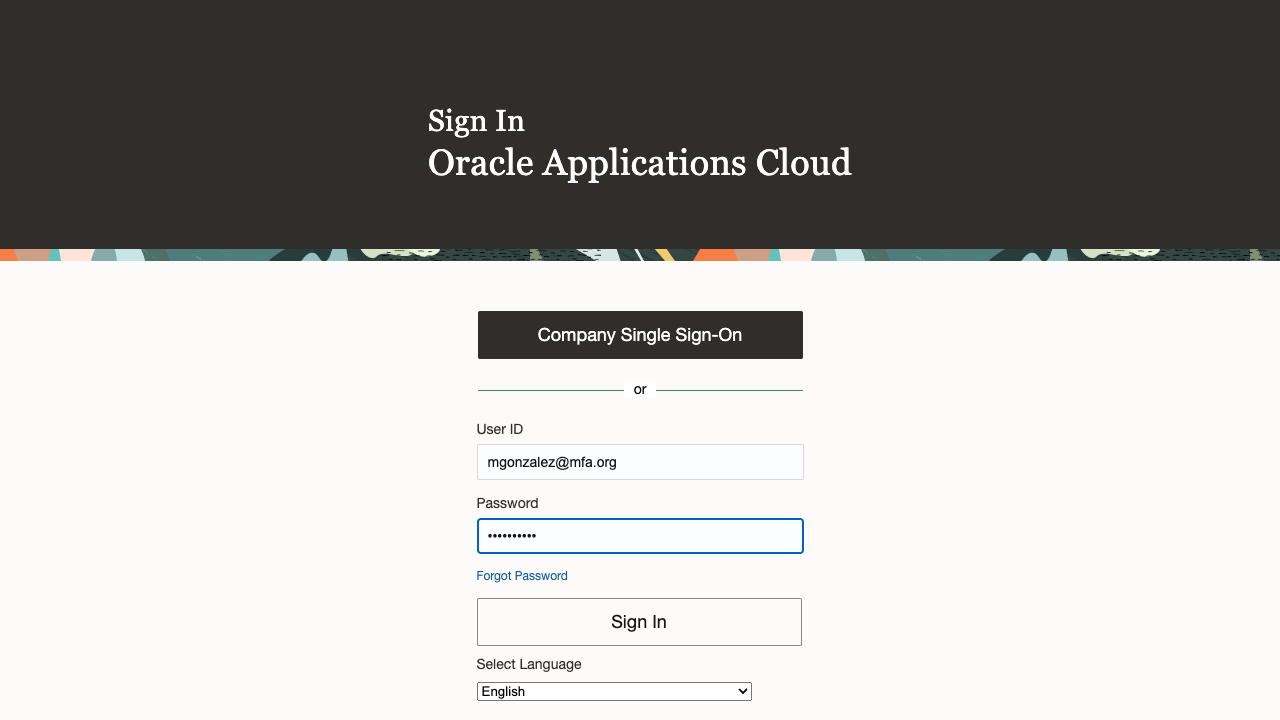 Sign In
Oracle Applications Cloud
Company Single Sign-On
or
User ID
mgonzalez@mfa.org
Password
••••••••••
Forgot Password
Sign In
Select Language
English